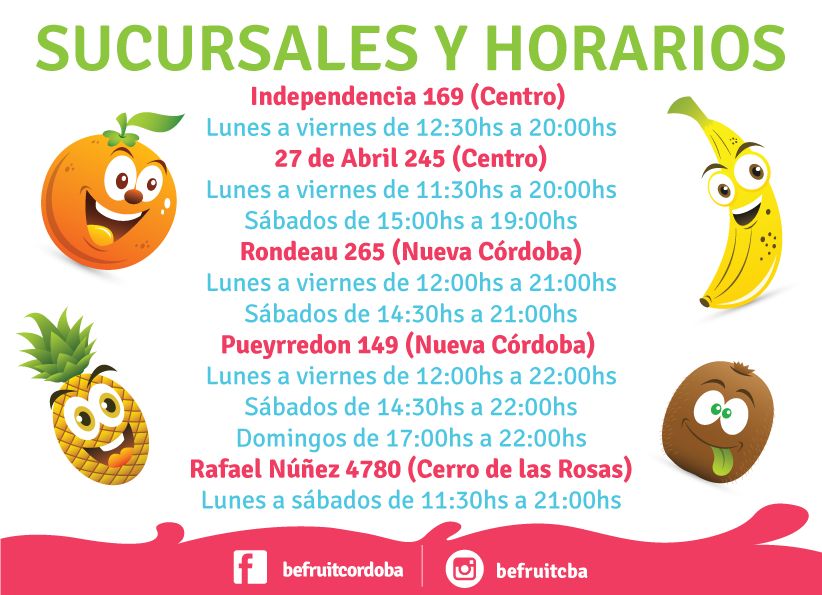 SUCURSALES Y HORARIOS
Independencia 169 (Centro)
Lunes a viernes de 12:30hs a 20:00hs
27 de Abril 245 (Centro)
Lunes a viernes de 11:30hs a 20:00hs
Sábados de 15:00hs a 19:00hs
Rondeau 265 (Nueva Córdoba)
Lunes a viernes de 12:00hs a 21:00hs
Sábados de 14:30hs a 21:00hs
Pueyrredon 149 (Nueva Córdoba)
Lunes a viernes de 12:00hs a 22:00hs
Sábados de 14:30hs a 22:00hs
Domingos de 17:00hs a 22:00hs
Rafael Núñez 4780 (Cerro de las Rosas)
Lunes a sábados de 11:30hs a 21:00hs
befruitcordoba
befruitcba